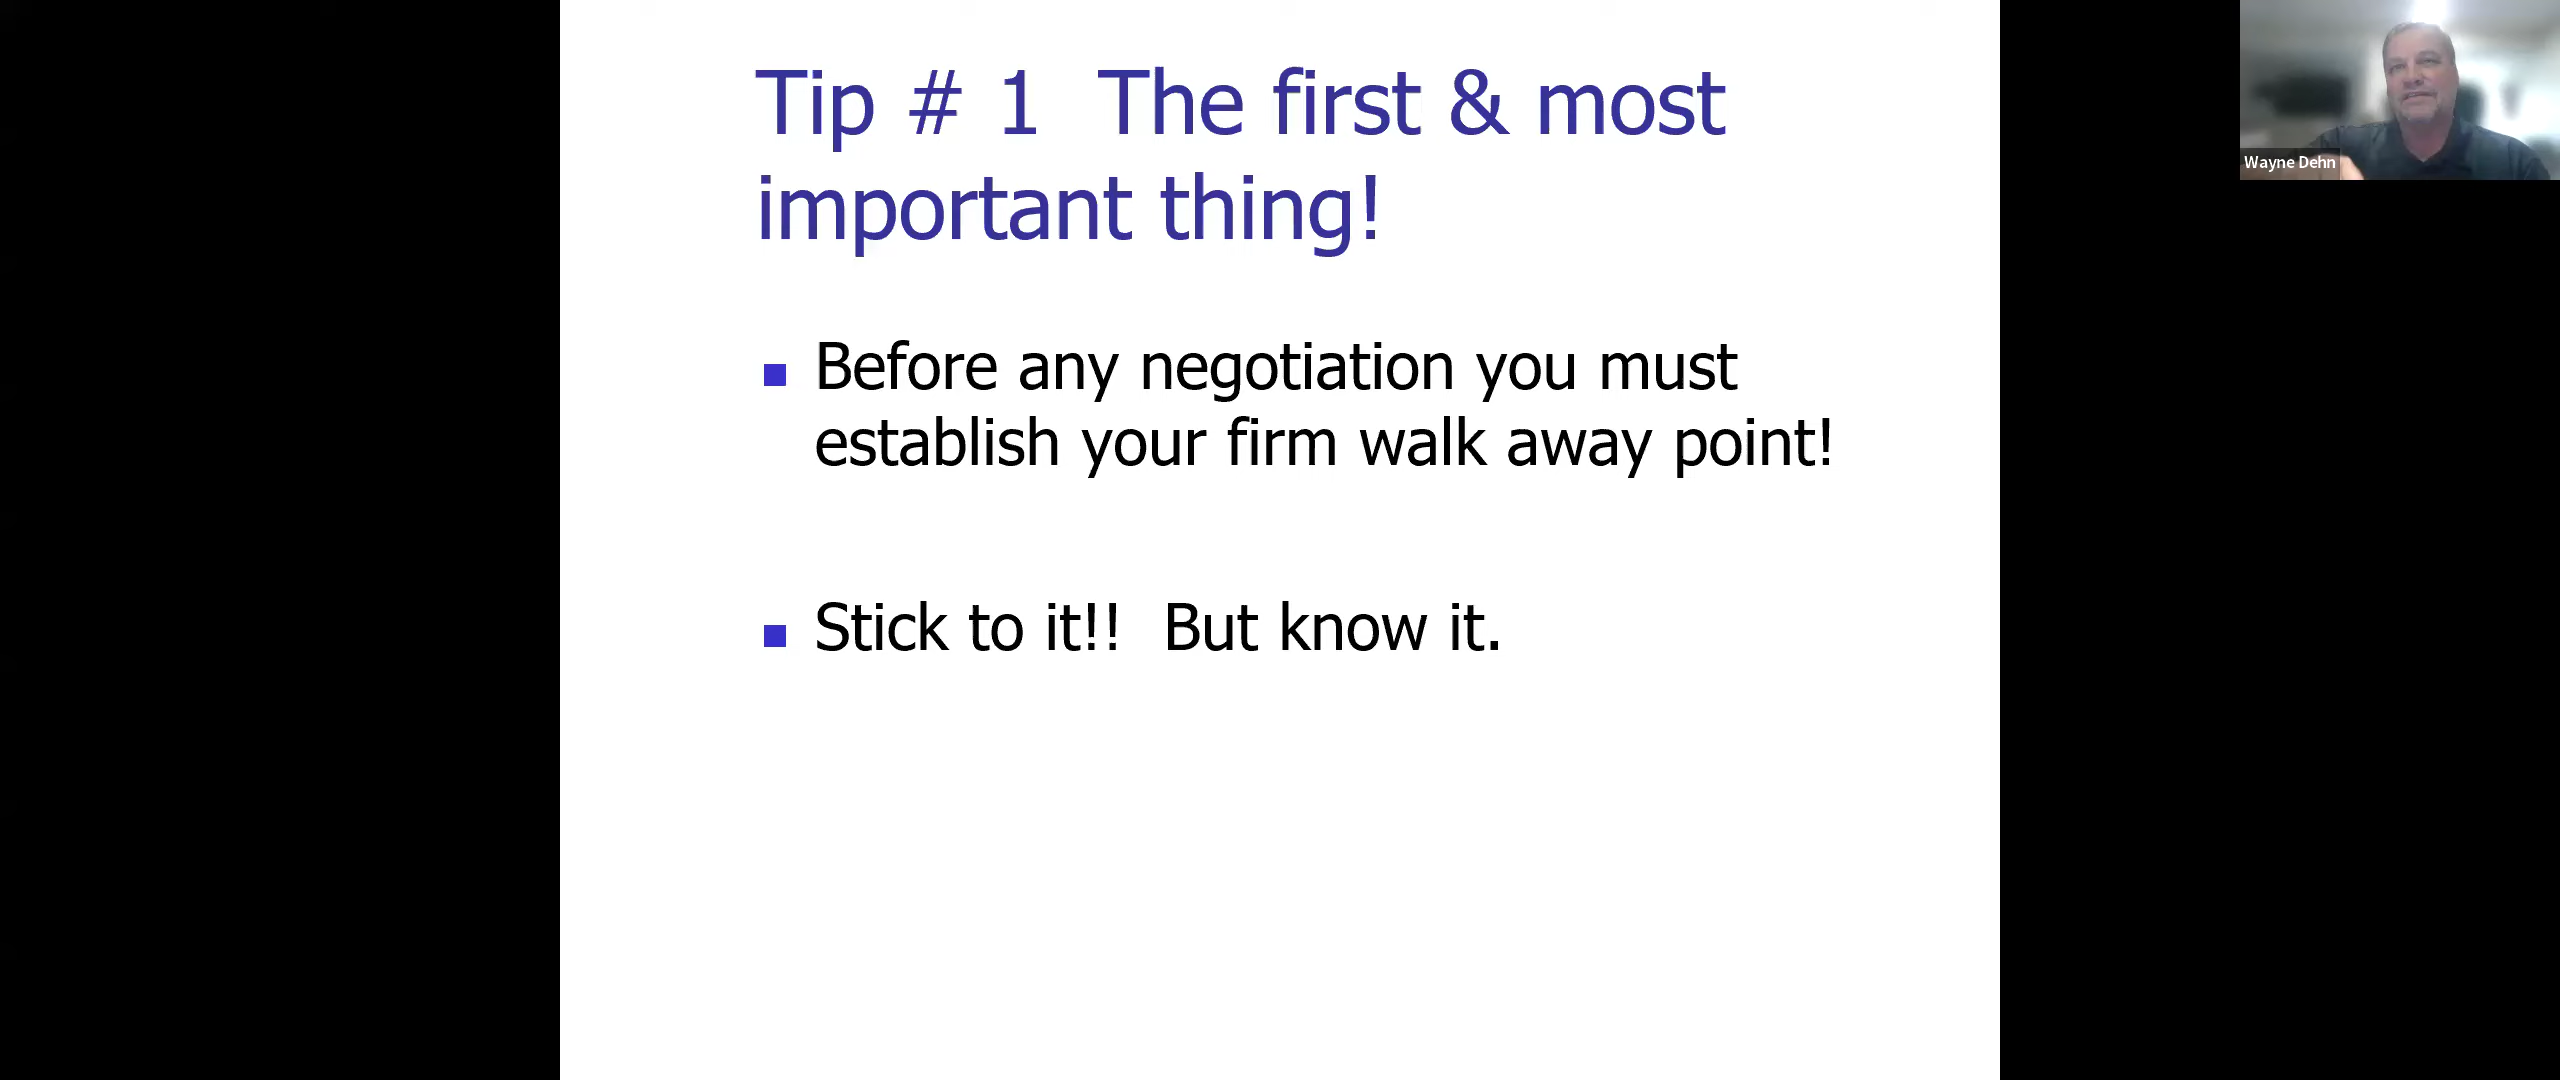 Tip # 1  The first & most
important thing!
Before any negotiation you must
establish your firm walk away point!
Stick to it!!  But know it.
Wayne Dehn